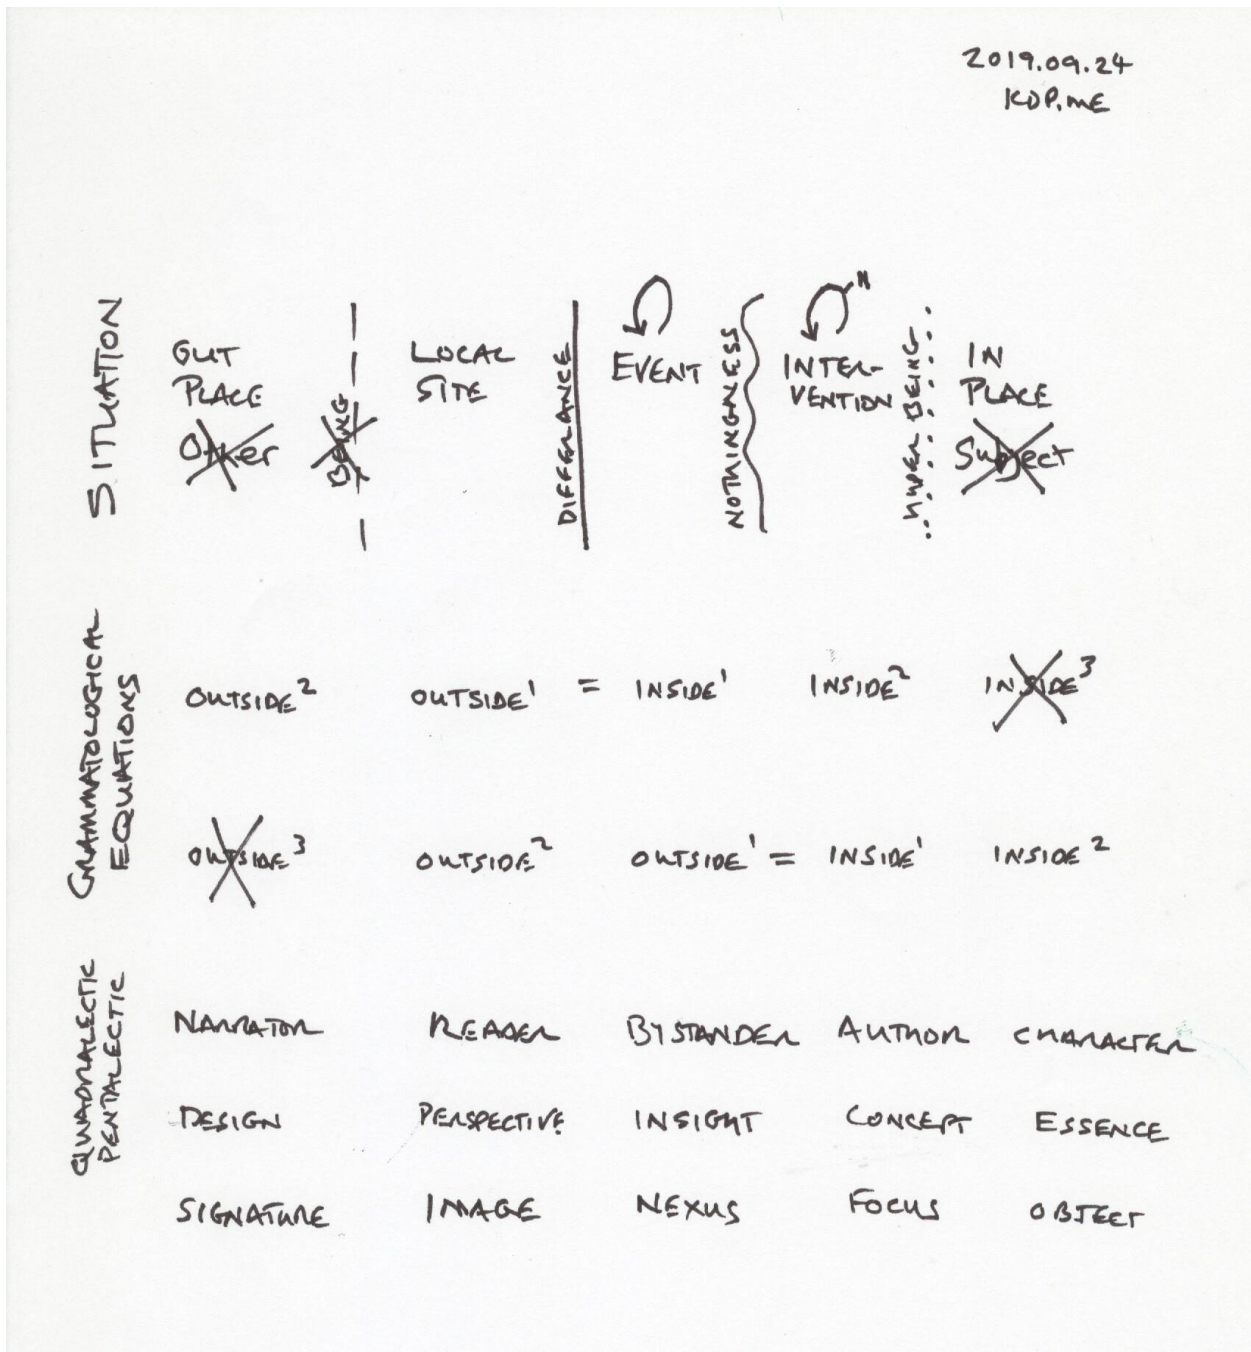 2019.09.24
KDP.ME
SITUATION
OUT PLACE
Other
BEING
LOCAL SITE
DIFFERANCE
EVENT
NOTHINGNESS
INTER-
VENTION
N
HYPER BEING
IN PLACE
Subject
GRAMMATOLOGICAL
EQUATIONS
OUTSIDE² OUTSIDE¹ = INSIDE¹ INSIDE² INSIDE³
OUTSIDE³ OUTSIDE² OUTSIDE¹ = INSIDE¹ INSIDE²
QUADRALECTIC
PENTALECTIC
NARRATOR READER BYSTANDER AUTHOR CHARACTER
DESIGN PERSPECTIVE INSIGHT CONCEPT ESSENCE
SIGNATURE IMAGE NEXUS FOCUS OBJECT